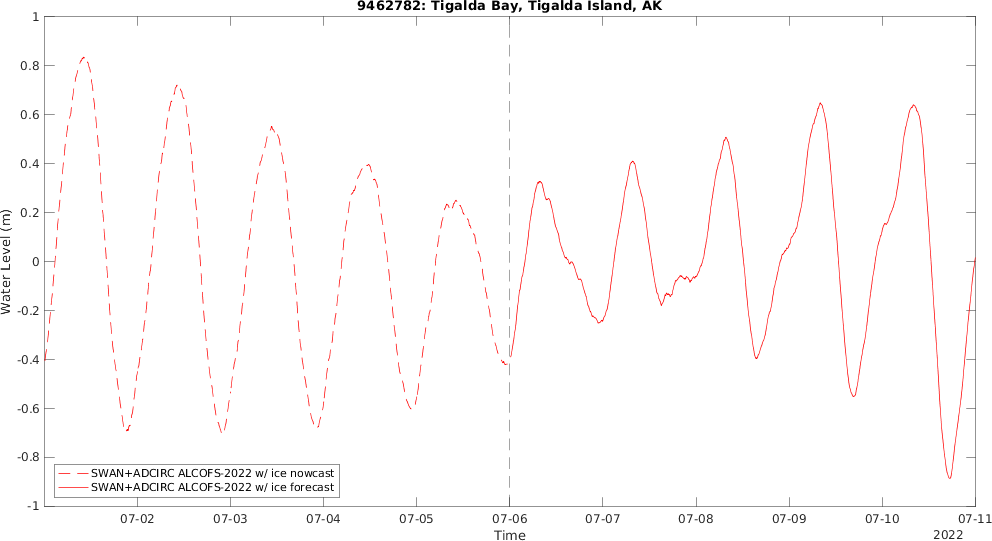 9462782: Tigalda Bay, Tigalda Island, AK
Water Level (m)
1
0.8
0.6
0.4
0.2
0
-0.2
-0.4
-0.6
-0.8
-1
SWAN+ADCIRC ALCOFS-2022 w/ ice nowcast
SWAN+ADCIRC ALCOFS-2022 w/ ice forecast
07-02 07-03 07-04 07-05 07-06 07-07 07-08 07-09 07-10 07-11
Time
2022